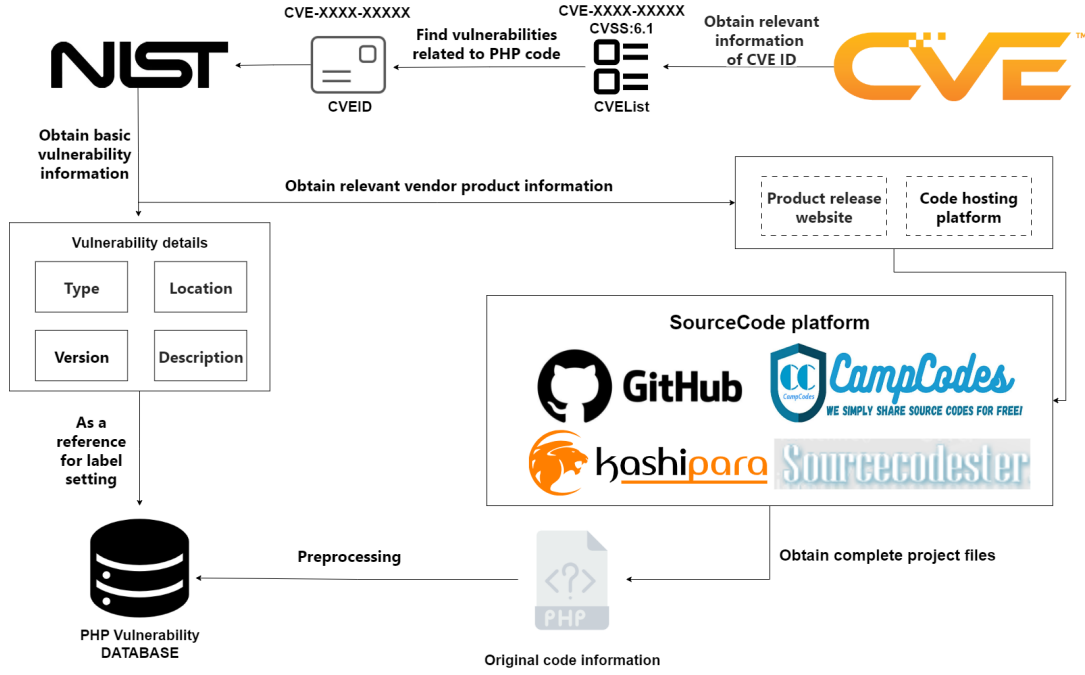 CVE-XXXX-XXXXX
CVEID
Find vulnerabilities
related to PHP code
CVE-XXXX-XXXXX
CVSS:6.1
CVEList
Obtain relevant
information
of CVE ID
CVE
TM
NIST
Obtain basic
vulnerability
information
Obtain relevant vendor product information
Product release
website
Code hosting
platform
Vulnerability details
Type
Location
Version
Description
SourceCode platform
GitHub
CC
CampCodes
CampCodes
WE SIMPLY SHARE SOURCE CODES FOR FREE!
kashipara
Sourcecodester
As a
reference
for label
setting
Preprocessing
<?>
PHP
Obtain complete project files
PHP Vulnerability
DATABASE
Original code information